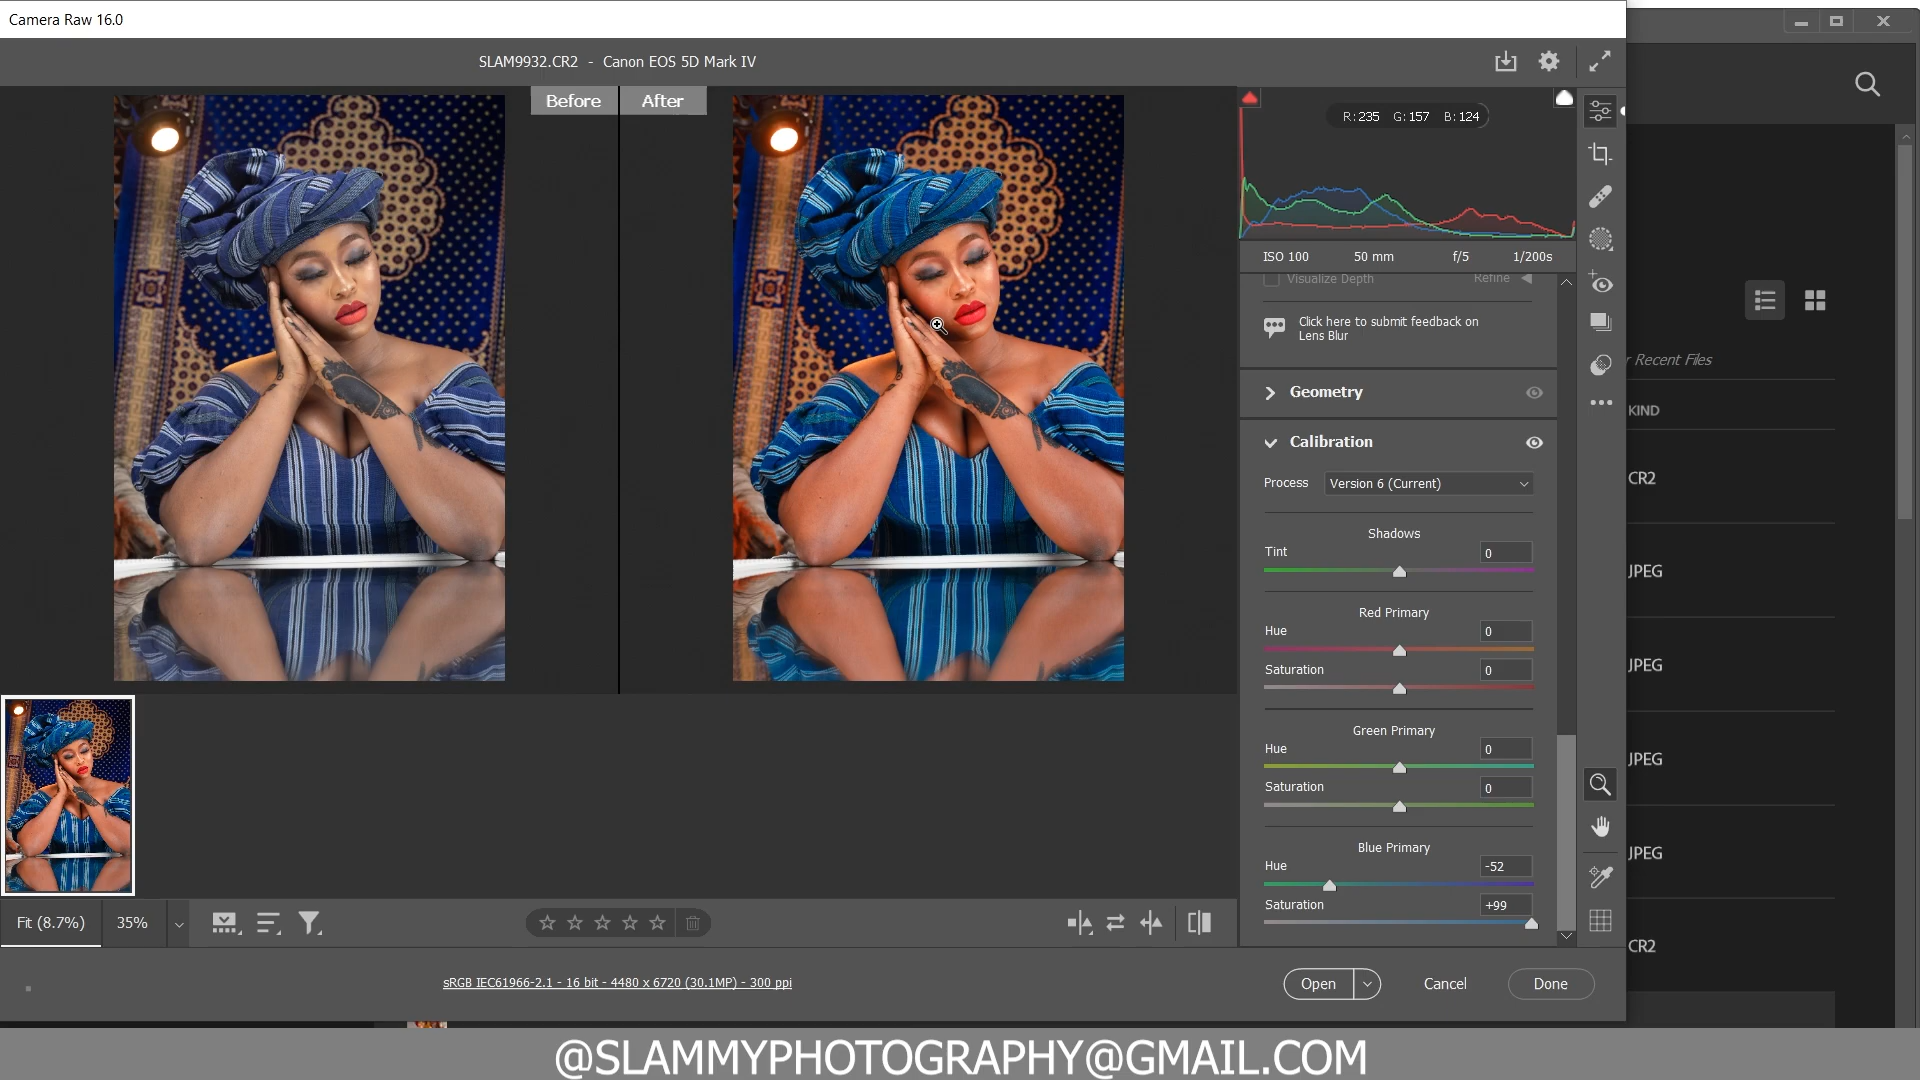 Camera Raw 16.0
SLAM9932.CR2 - Canon EOS 5D Mark IV
Before
After
R:235 G:157 B:124
ISO 100 50 mm f/5 1/200s
Visualize Depth Refine
Click here to submit feedback on
Lens Blur
Geometry
Calibration
Process Version 6 (Current)
Shadows
Tint 0
Red Primary
Hue 0
Saturation 0
Green Primary
Hue 0
Saturation 0
Blue Primary
Hue -52
Saturation +99
r Recent Files
KIND
CR2
JPEG
JPEG
JPEG
JPEG
CR2
Fit (8.7%) 35%
sRGB IEC61966-2.1 - 16 bit - 4480 x 6720 (30.1MP) - 300 ppi
Open Cancel Done
@SLAMMYPHOTOGRAPHY@GMAIL.COM